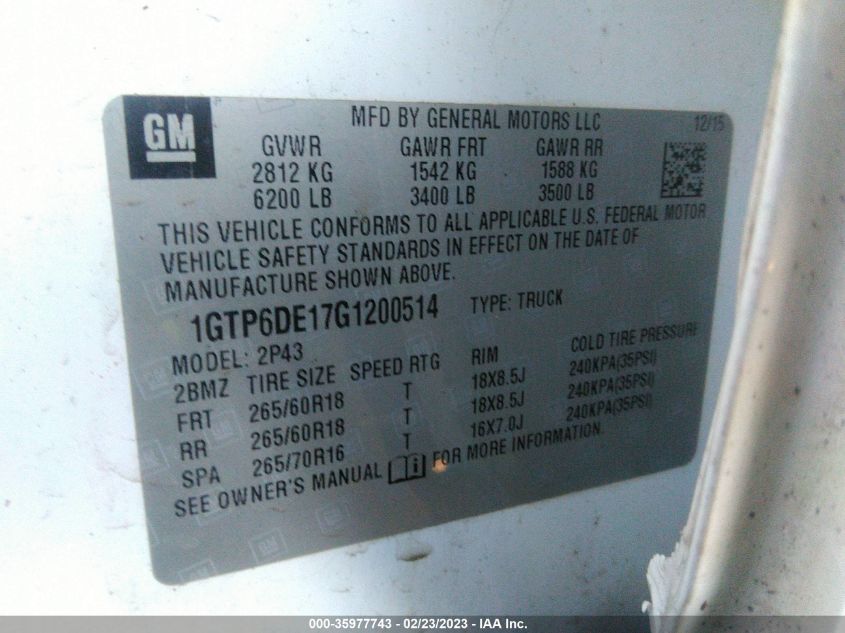 GM
MFD BY GENERAL MOTORS LLC 12/15
GVWR GAWR FRT GAWR RR
2812 KG 1542 KG 1588 KG
6200 LB 3400 LB 3500 LB
THIS VEHICLE CONFORMS TO ALL APPLICABLE U.S. FEDERAL MOTOR
VEHICLE SAFETY STANDARDS IN EFFECT ON THE DATE OF
MANUFACTURE SHOWN ABOVE.
1GTP6DE17G1200514 TYPE: TRUCK
MODEL: 2P43
2BMZ TIRE SIZE SPEED RTG RIM COLD TIRE PRESSURE
FRT 265/60R18 T 18X8.5J 240KPA(35PSI)
RR 265/60R18 T 18X8.5J 240KPA(35PSI)
SPA 265/70R16 T 16X7.0J 240KPA(35PSI)
SEE OWNER'S MANUAL FOR MORE INFORMATION.
000-35977743 - 02/23/2023 - IAA Inc.